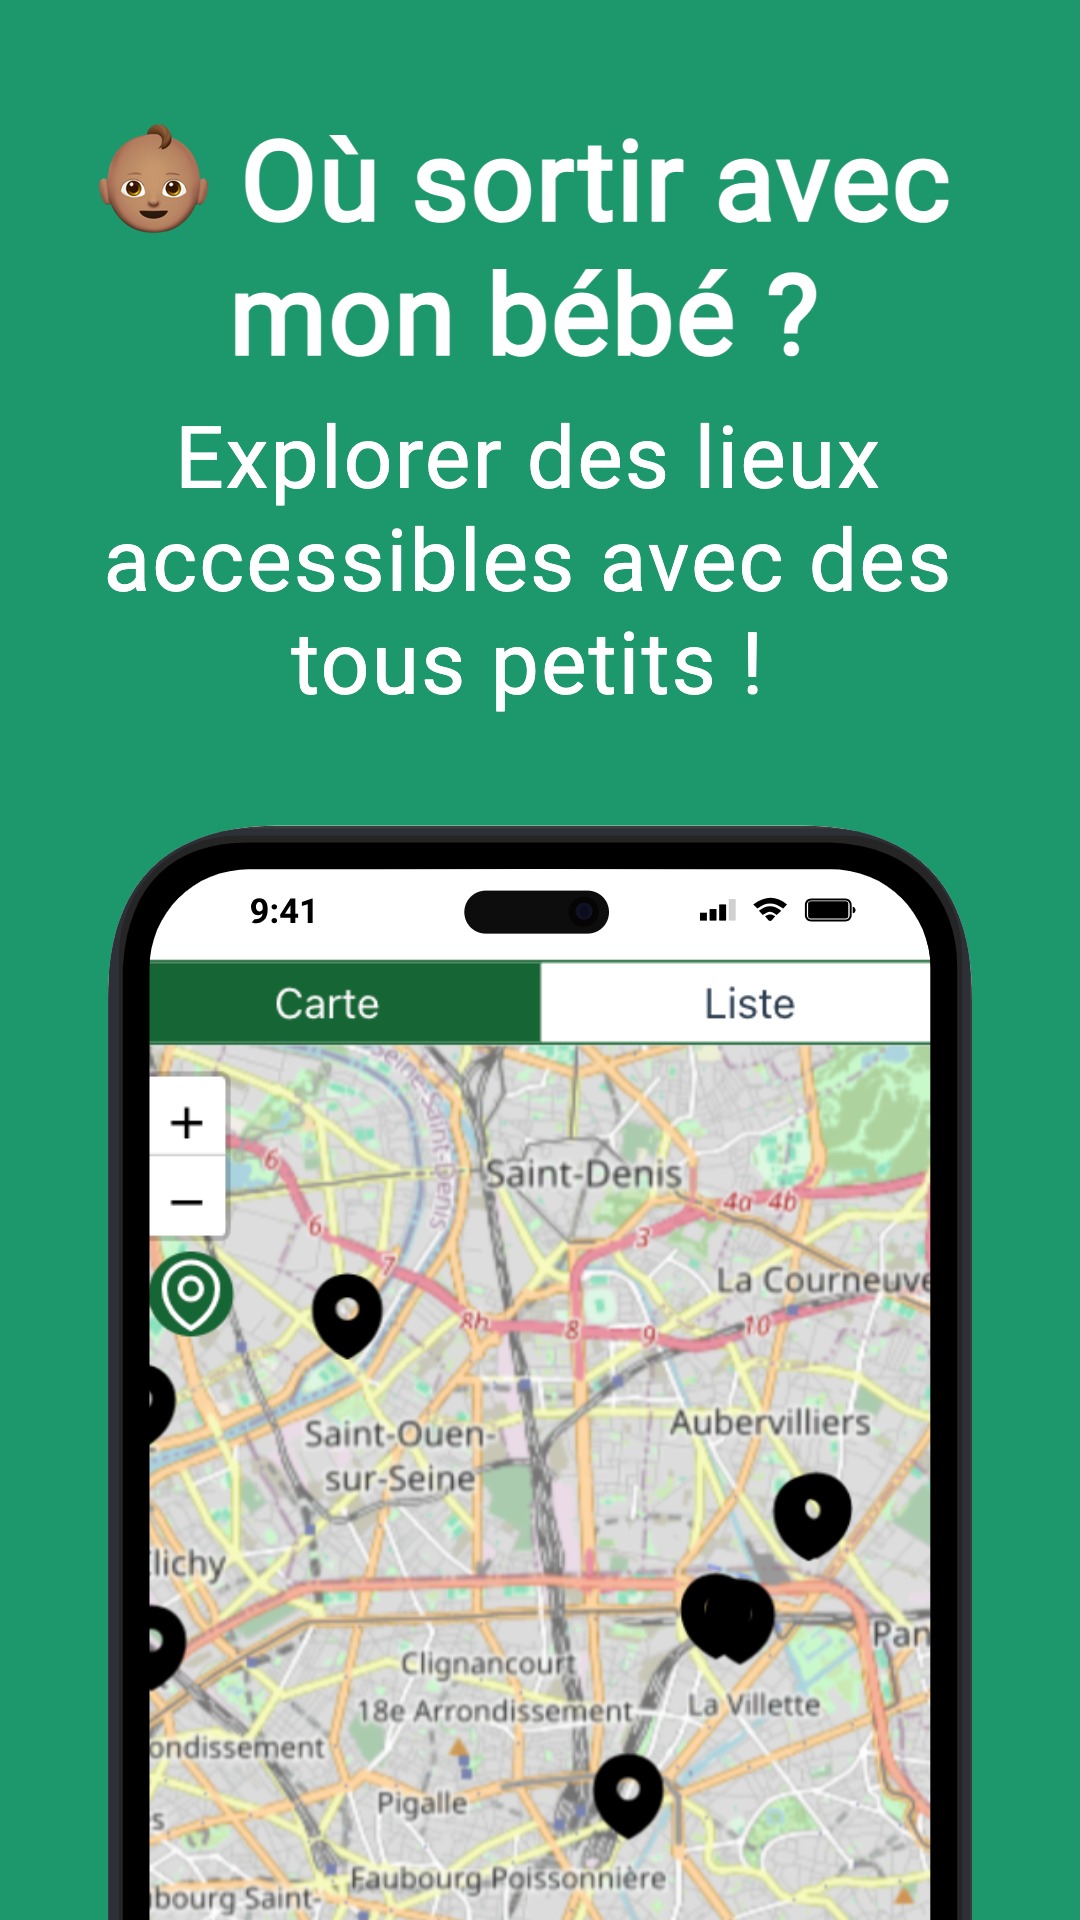 Où sortir avec
mon bébé ?
Explorer des lieux
accessibles avec des
tous petits !
9:41
Carte
Liste
+
−
Seine-Saint-Denis
6
Saint-Denis
4a 4b
6
3
7
La Courneuve
8h
8
9
10
Saint-Ouen-
sur-Seine
Aubervilliers
lichy
Pan
Clignancourt
18e Arrondissement
La Villette
ondissement
Pigalle
s
Faubourg Poissonnière
bourg Saint-